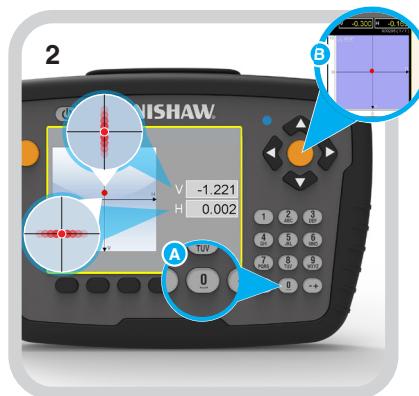 2
V -0.300 H
B
NISHAW
V -1.221
H 0.002
A
TUV
0
1 2 3
ABC DEF
4 5 6
GHI JKL MNO
7 8 9
PQRS TUV WXYZ
0 -+
H
V